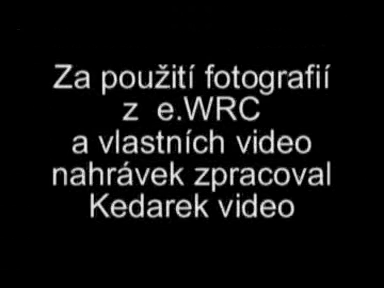 Za použití fotografií
z e.WRC
a vlastních video
nahrávek zpracoval
Kedarek video